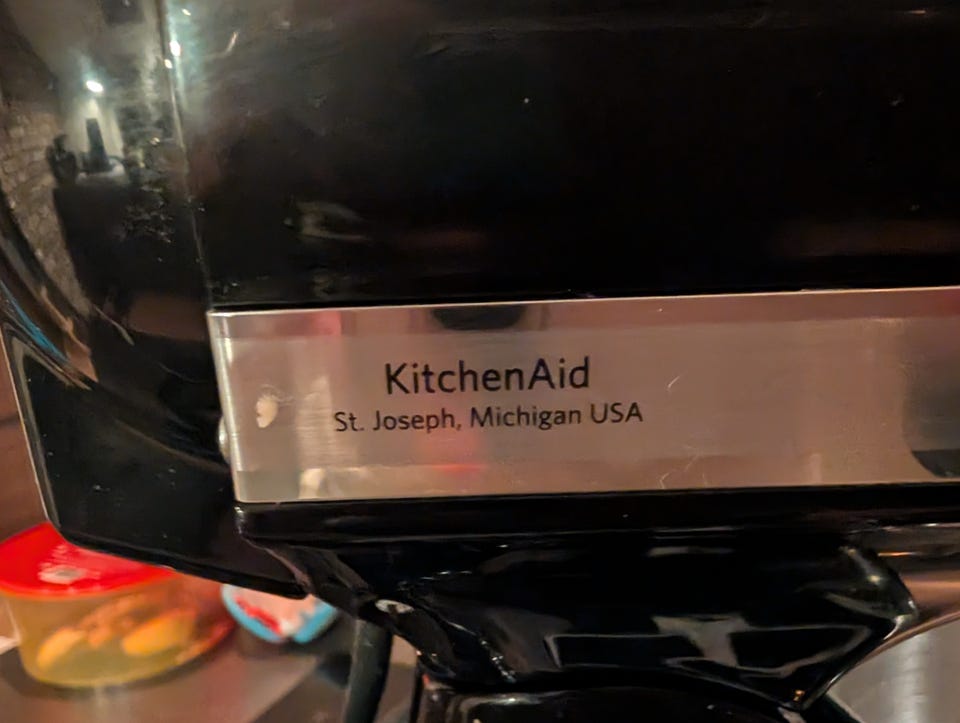 KitchenAid
St. Joseph, Michigan USA